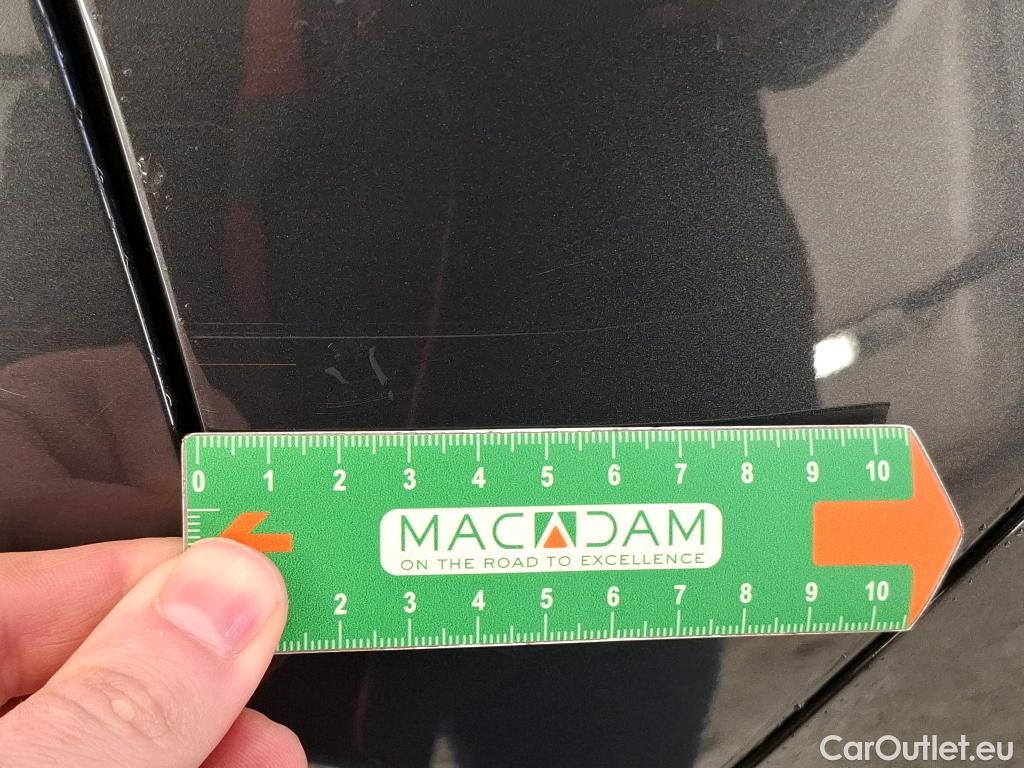 0 1 2 3 4 5 6 7 8 9 10
MACADAM
ON THE ROAD TO EXCELLENCE
2 3 4 5 6 7 8 9 10
CarOutlet.eu